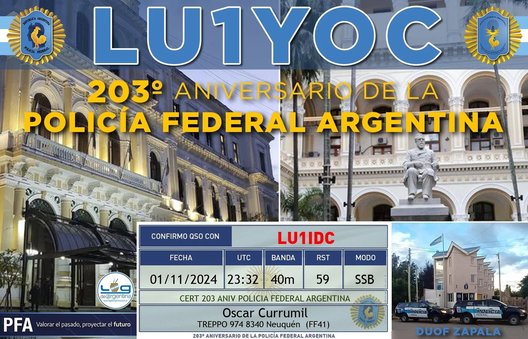 LU1YOC
203º ANIVERSARIO DE LA
POLICÍA FEDERAL ARGENTINA
CONFIRMO QSO CON LU1IDC
FECHA UTC BANDA RST MODO
01/11/2024 23:32 40m 59 SSB
CERT 203 ANIV POLICIA FEDERAL ARGENTINA
Oscar Currumil
TREPPO 974 8340 Neuquén (FF41)
203º ANIVERSARIO DE LA POLICÍA FEDERAL ARGENTINA
PFA Valorar el pasado, proyectar el futuro
DUOF ZAPALA